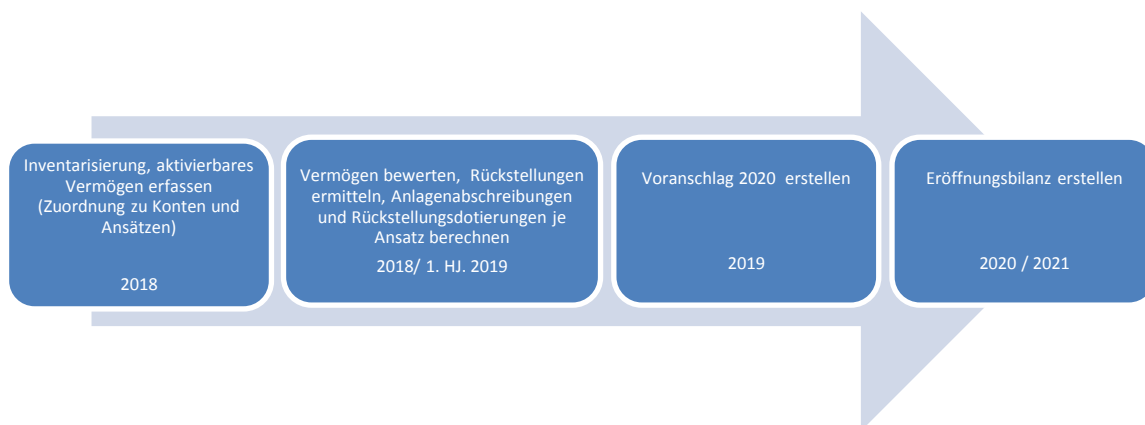 Inventarisierung, aktivierbares
Vermögen erfassen
(Zuordnung zu Konten und
Ansätzen)
2018
Vermögen bewerten, Rückstellungen
ermitteln, Anlagenabschreibungen
und Rückstellungsdotierungen je
Ansatz berechnen
2018/ 1. HJ. 2019
Voranschlag 2020 erstellen
2019
Eröffnungsbilanz erstellen
2020 / 2021